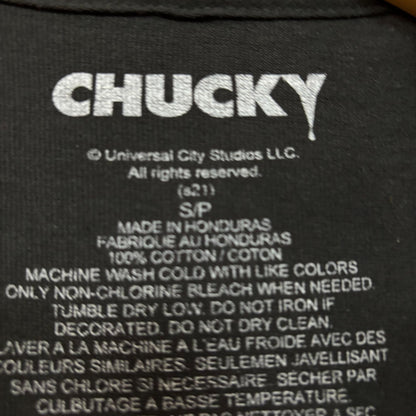 CHUCKY
© Universal City Studios LLC.
All rights reserved.
(s21)
S/P
MADE IN HONDURAS
FABRIQUE AU HONDURAS
100% COTTON / COTON
MACHINE WASH COLD WITH LIKE COLORS
ONLY NON-CHLORINE BLEACH WHEN NEEDED.
TUMBLE DRY LOW. DO NOT IRON IF
DECORATED. DO NOT DRY CLEAN.
LAVER A LA MACHINE A L'EAU FROIDE AVEC DES
COULEURS SIMILAIRES. SEULEMEN JAVELLISANT
SANS CHLORE SI NECESSAIRE. SÉCHER PAR
CULBUTAGE A BASSE TEMPERATURE.